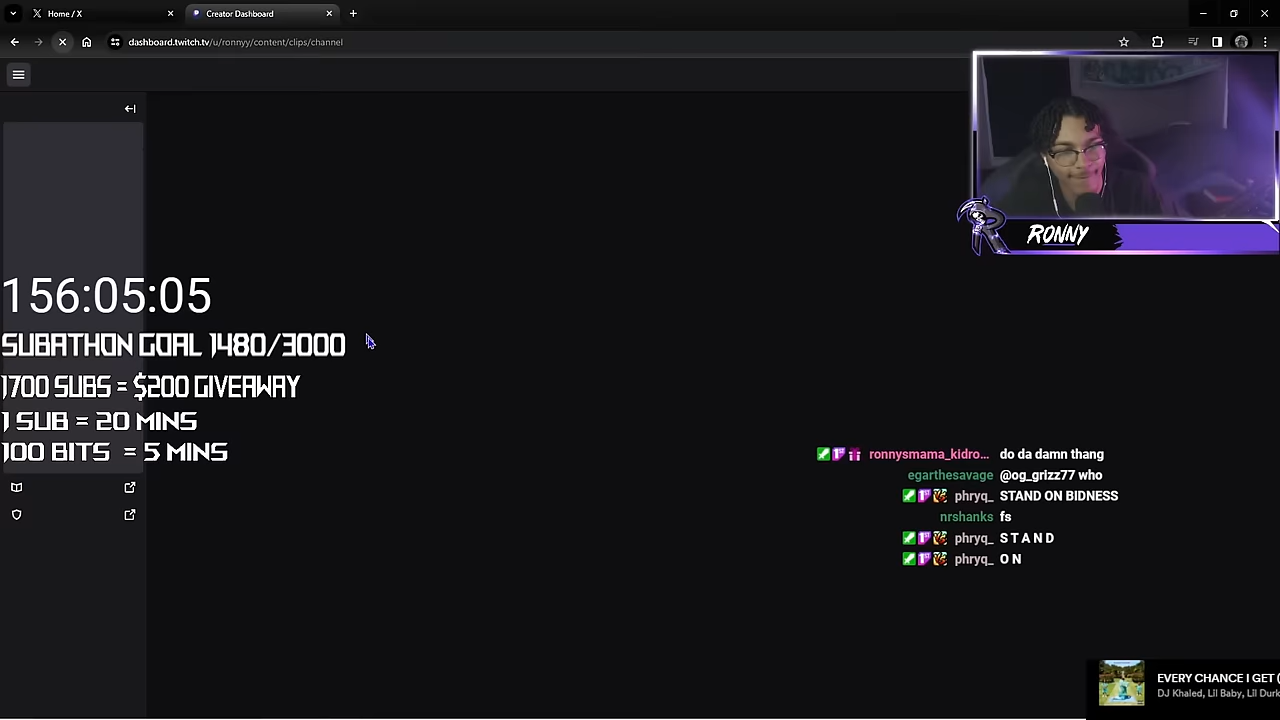 Home / X
Creator Dashboard
dashboard.twitch.tv/u/ronnyy/content/clips/channel
RONNY
156:05:05
SUBATHON GOAL 1480/3000
1700 SUBS = $200 GIVEAWAY
1 SUB = 20 MINS
100 BITS = 5 MINS
ronnysmama_kidro... do da damn thang
egarthesavage @og_grizz77 who
phryq_ STAND ON BIDNESS
nrshanks fs
phryq_ S T A N D
phryq_ O N
EVERY CHANCE I GET (
DJ Khaled, Lil Baby, Lil Durk